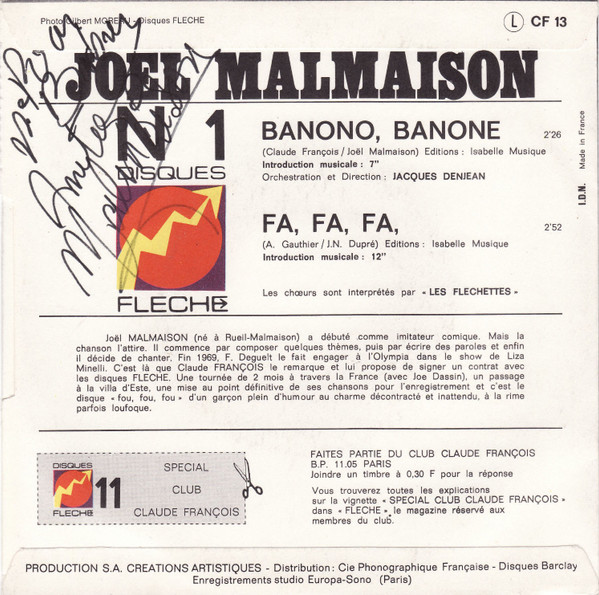 Photo Gilbert MOREAU - Disques FLECHE
L CF 13
JOEL MALMAISON
N 1
DISQUES
FLECHE
BANONO, BANONE 2'26
(Claude François/Joël Malmaison) Editions : Isabelle Musique
Introduction musicale : 7"
Orchestration et Direction : JACQUES DENJEAN
FA, FA, FA, 2'52
(A. Gauthier/J.N. Dupré) Editions : Isabelle Musique
Introduction musicale : 12"
Les chœurs sont interprétés par « LES FLECHETTES »
I.D.N. Made in France
Joël MALMAISON (né à Rueil-Malmaison) a débuté comme imitateur comique. Mais la
chanson l'attire. Il commence par composer quelques thèmes, puis par écrire des paroles et enfin
il décide de chanter. Fin 1969, F. Deguelt le fait engager à l'Olympia dans le show de Liza
Minelli. C'est là que Claude FRANÇOIS le remarque et lui propose de signer un contrat avec
les disques FLECHE. Une tournée de 2 mois à travers la France (avec Joe Dassin), un passage
à la villa d'Este, une mise au point définitive de ses chansons pour l'enregistrement et c'est le
disque « fou, fou, fou » d'un garçon plein d'humour au charme décontracté et inattendu, à la rime
parfois loufoque.
DISQUES
FLECHE
11
SPECIAL
CLUB
CLAUDE FRANÇOIS
FAITES PARTIE DU CLUB CLAUDE FRANÇOIS
B.P. 11.05 PARIS
Joindre un timbre à 0,30 F pour la réponse
Vous trouverez toutes les explications
sur la vignette « SPECIAL CLUB CLAUDE FRANÇOIS »
dans « FLECHE », le magazine réservé aux
membres du club.
PRODUCTION S.A. CREATIONS ARTISTIQUES - Distribution : Cie Phonographique Française - Disques Barclay
Enregistrements studio Europa-Sono (Paris)